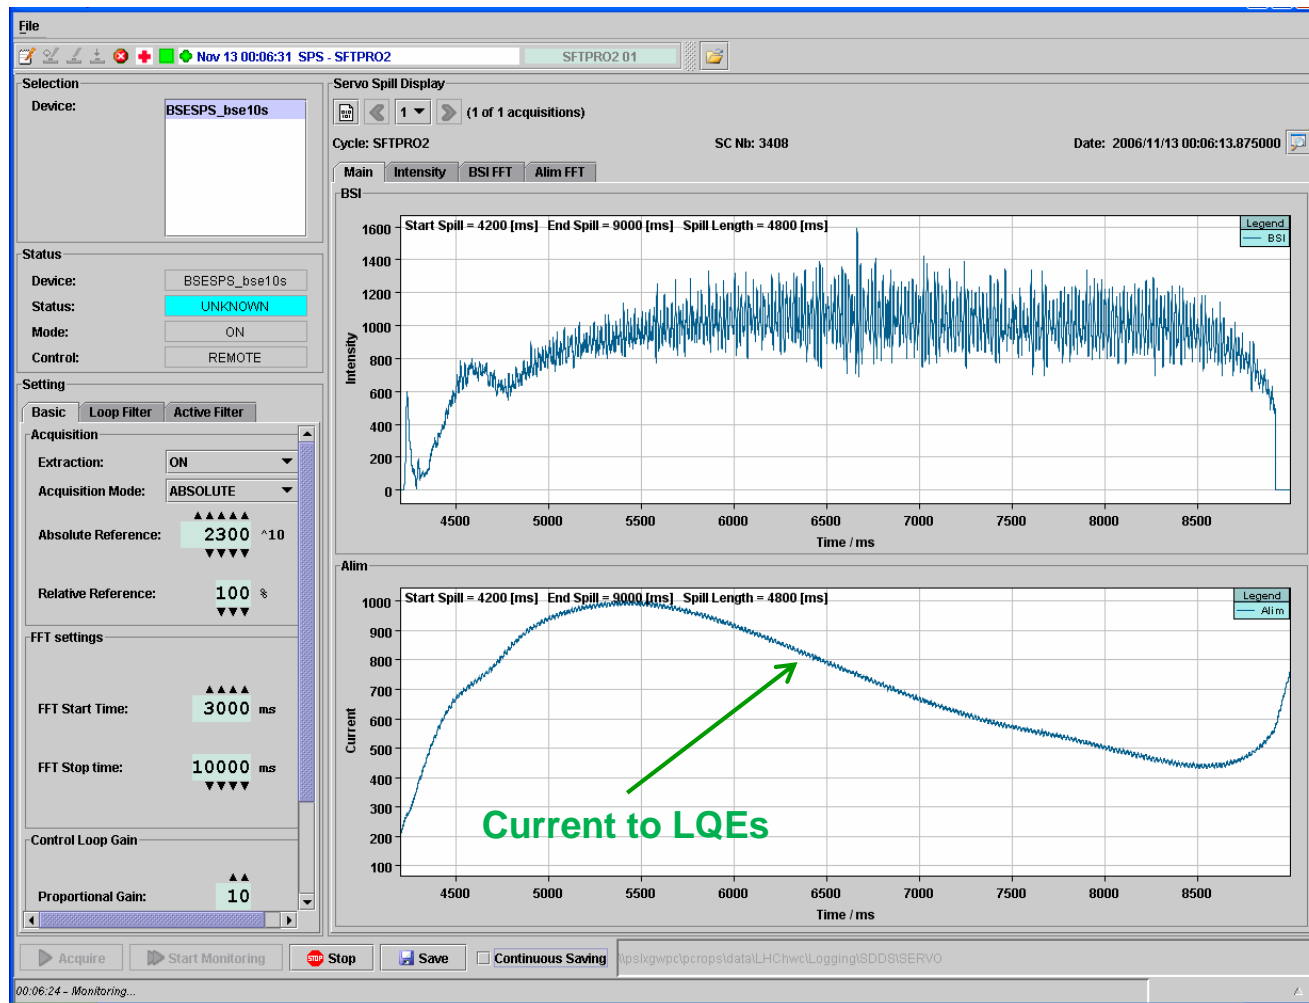 File
Nov 13 00:06:31 SPS - SFTPRO2
SFTPRO2 01
Selection
Device:
BSESPS_bse10s
Status
Device:
BSESPS_bse10s
Status:
UNKNOWN
Mode:
ON
Control:
REMOTE
Setting
Basic
Loop Filter
Active Filter
Acquisition
Extraction:
ON
Acquisition Mode:
ABSOLUTE
Absolute Reference:
2300 ^10
Relative Reference:
100 %
FFT settings
FFT Start Time:
3000 ms
FFT Stop time:
10000 ms
Control Loop Gain
Proportional Gain:
10
Servo Spill Display
1
(1 of 1 acquisitions)
Cycle: SFTPRO2
SC Nb: 3408
Date: 2006/11/13 00:06:13.875000
Main
Intensity
BSI FFT
Alim FFT
BSI
Start Spill = 4200 [ms] End Spill = 9000 [ms] Spill Length = 4800 [ms]
Legend
BSI
1600
1400
1200
1000
800
600
400
200
0
Intensity
4500 5000 5500 6000 6500 7000 7500 8000 8500
Time / ms
Alim
Start Spill = 4200 [ms] End Spill = 9000 [ms] Spill Length = 4800 [ms]
Legend
Alim
1000
900
800
700
600
500
400
300
200
100
Current
Current to LQEs
4500 5000 5500 6000 6500 7000 7500 8000 8500
Time / ms
Acquire
Start Monitoring
STOP
Stop
Save
Continuous Saving
\\pslxgwpc\pcrops\data\LHChwc\Logging\SDDS\SERVO
00:06:24 - Monitoring...